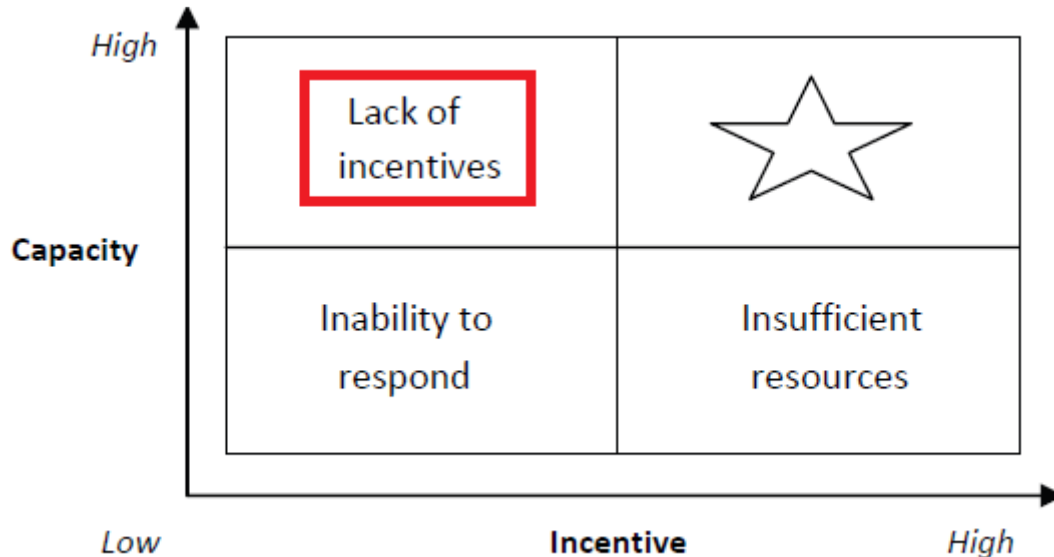 High
Lack of
incentives
Capacity
Inability to
respond
Insufficient
resources
Low
Incentive
High